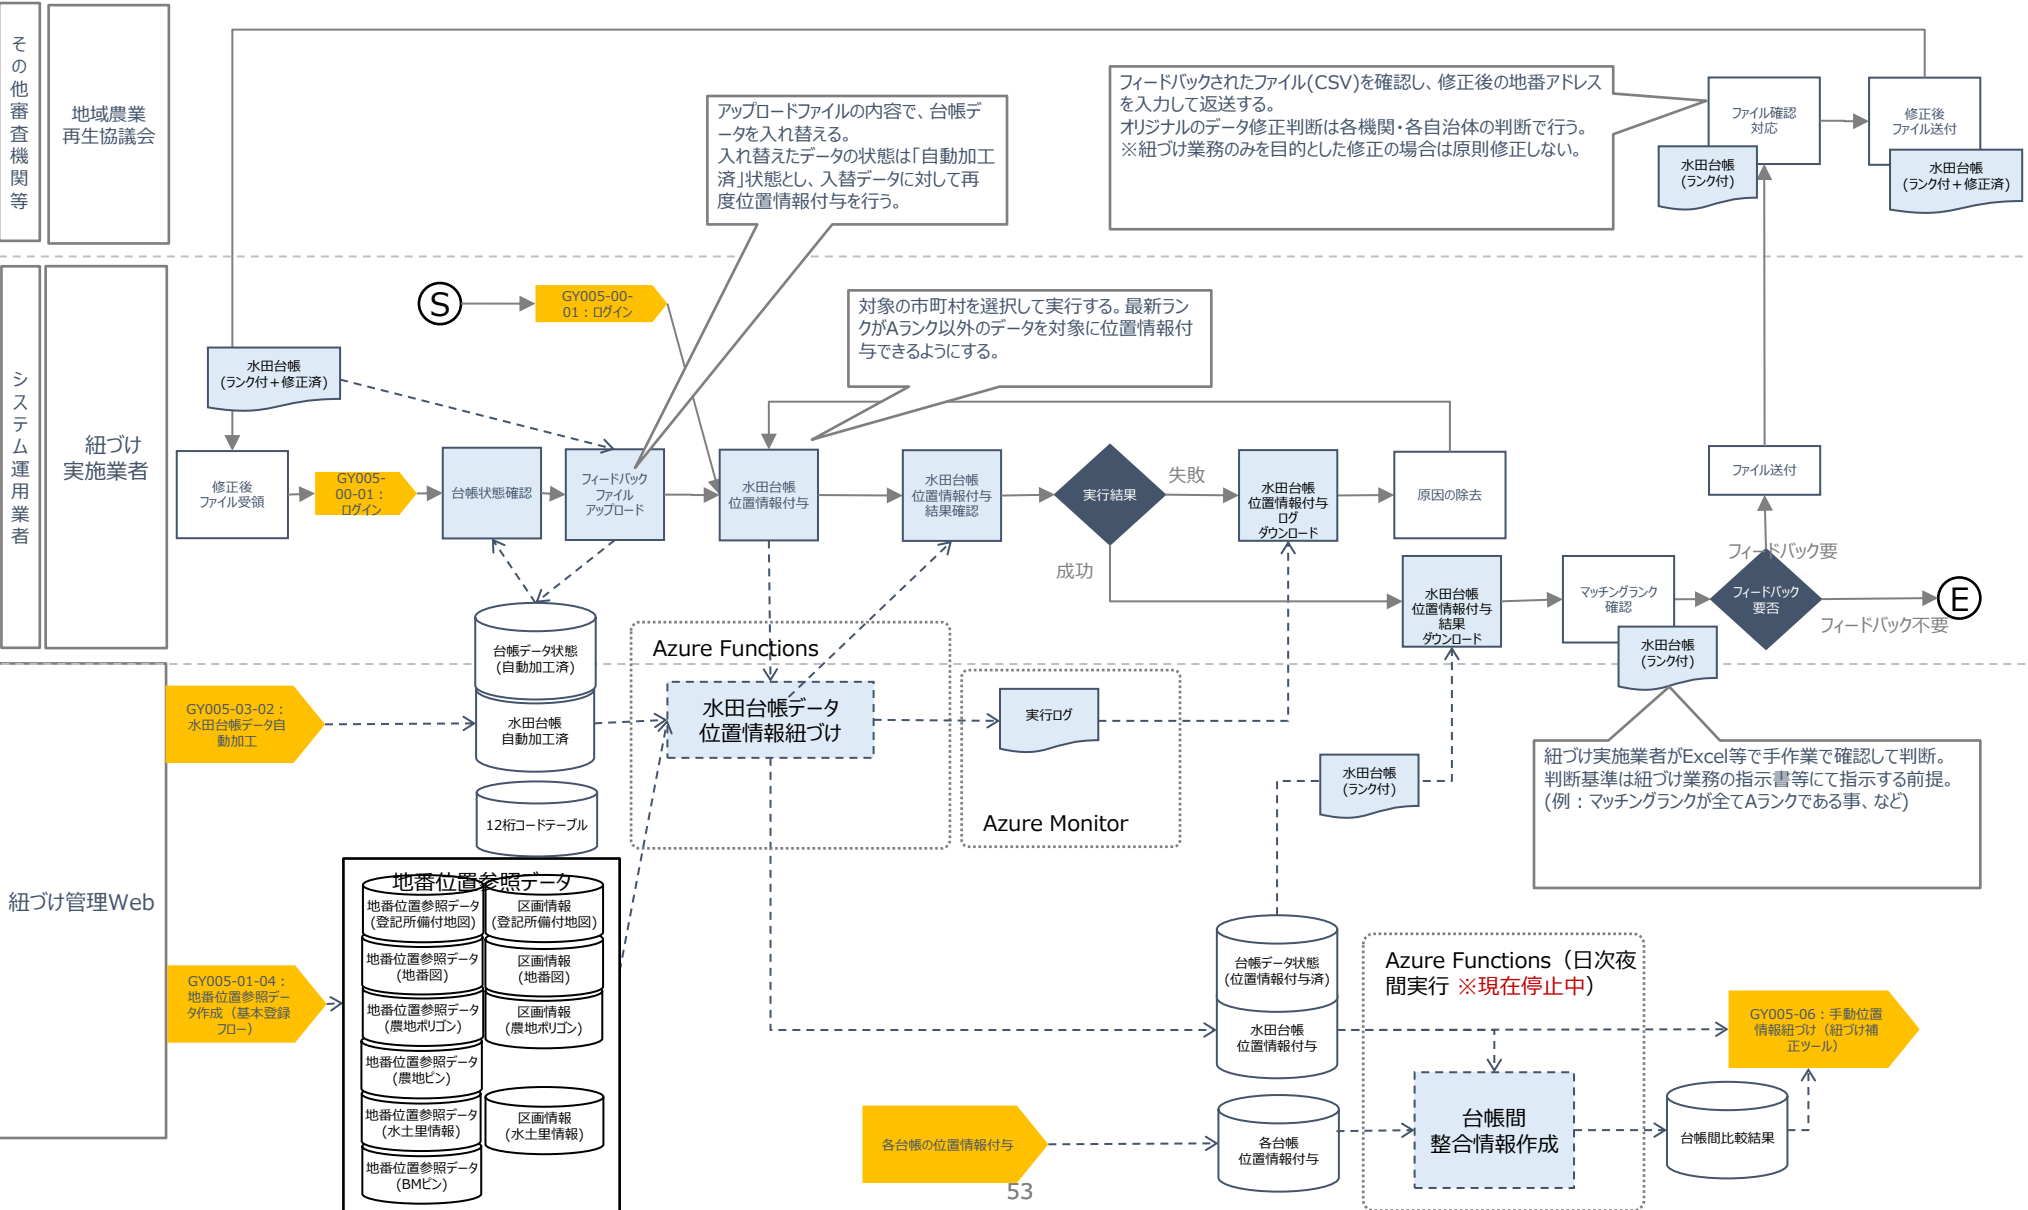 その他審査機関等
地域農業
再生協議会
アップロードファイルの内容で、台帳デ
ータを入れ替える。
入れ替えたデータの状態は「自動加工
済」状態とし、入替データに対して再
度位置情報付与を行う。
フィードバックされたファイル(CSV)を確認し、修正後の地番アドレス
を入力して返送する。
オリジナルのデータ修正判断は各機関・各自治体の判断で行う。
※紐づけ業務のみを目的とした修正の場合は原則修正しない。
ファイル確認
対応
水田台帳
(ランク付)
修正後
ファイル送付
水田台帳
(ランク付+修正済)
システム運用業者
紐づけ
実施業者
S
GY005-00-
01:ログイン
対象の市町村を選択して実行する。最新ラン
クがAランク以外のデータを対象に位置情報付
与できるようにする。
水田台帳
(ランク付+修正済)
修正後
ファイル受領
GY005-
00-01:
ログイン
台帳状態確認
フィードバック
ファイル
アップロード
水田台帳
位置情報付与
水田台帳
位置情報付与
結果確認
実行結果
失敗
成功
水田台帳
位置情報付与
ログ
ダウンロード
原因の除去
水田台帳
位置情報付与
結果
ダウンロード
マッチングランク
確認
水田台帳
(ランク付)
ファイル送付
フィードバック要
フィードバック
要否
フィードバック不要
E
紐づけ管理Web
GY005-03-02:
水田台帳データ自
動加工
台帳データ状態
(自動加工済)
水田台帳
自動加工済
12桁コードテーブル
Azure Functions
水田台帳データ
位置情報紐づけ
実行ログ
Azure Monitor
水田台帳
(ランク付)
紐づけ実施業者がExcel等で手作業で確認して判断。
判断基準は紐づけ業務の指示書等にて指示する前提。
(例:マッチングランクが全てAランクである事、など)
GY005-01-04:
地番位置参照デー
タ作成(基本登録
フロー)
地番位置参照データ
地番位置参照データ
(登記所備付地図)
区画情報
(登記所備付地図)
地番位置参照データ
(地番図)
区画情報
(地番図)
地番位置参照データ
(農地ポリゴン)
区画情報
(農地ポリゴン)
地番位置参照データ
(農地ピン)
地番位置参照データ
(水土里情報)
区画情報
(水土里情報)
地番位置参照データ
(BMピン)
台帳データ状態
(位置情報付与済)
水田台帳
位置情報付与
Azure Functions(日次夜
間実行 ※現在停止中)
GY005-06:手動位置
情報紐づけ(紐づけ補
正ツール)
各台帳の位置情報付与
各台帳
位置情報付与
台帳間
整合情報作成
台帳間比較結果
53